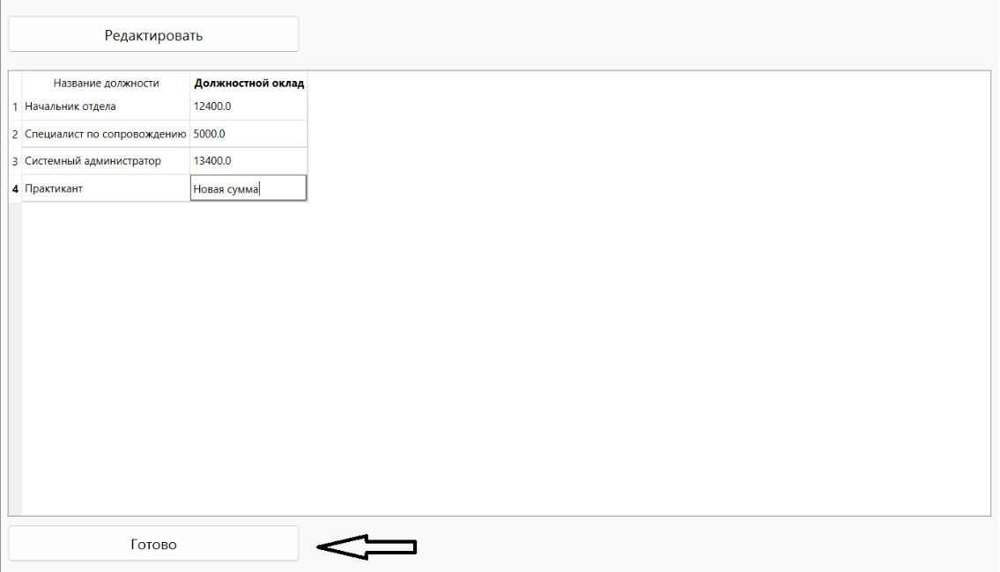 Редактировать
Название должности Должностной оклад
1 Начальник отдела 12400.0
2 Специалист по сопровождению 5000.0
3 Системный администратор 13400.0
4 Практикант Новая сумма
Готово